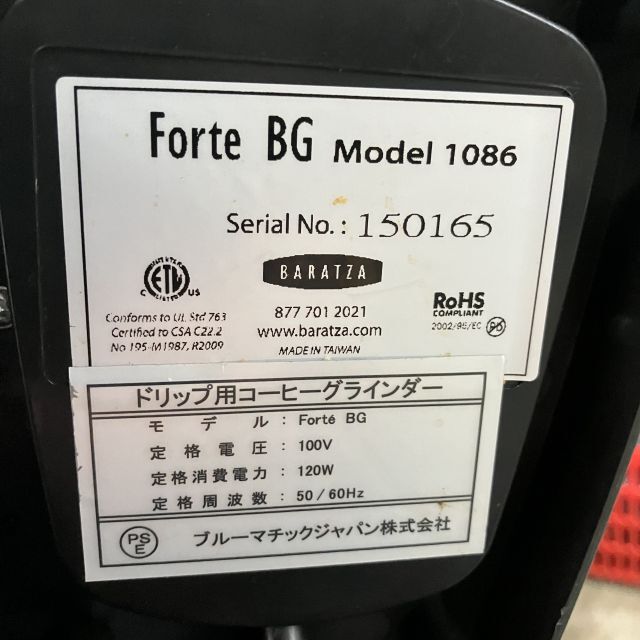 Forte BG Model 1086
Serial No.: 150165
ETL
C US
BARATZA
Conforms to UL Std 763
Certified to CSA C22.2
No 195-M1987, R2009
877 701 2021
www.baratza.com
MADE IN TAIWAN
RoHS
COMPLIANT
2002/95/EC Pb
ドリップ用コーヒーグラインダー
モデル : Forté BG
定格電圧 : 100V
定格消費電力 : 120W
定格周波数 : 50/60Hz
PSE ブルーマチックジャパン株式会社